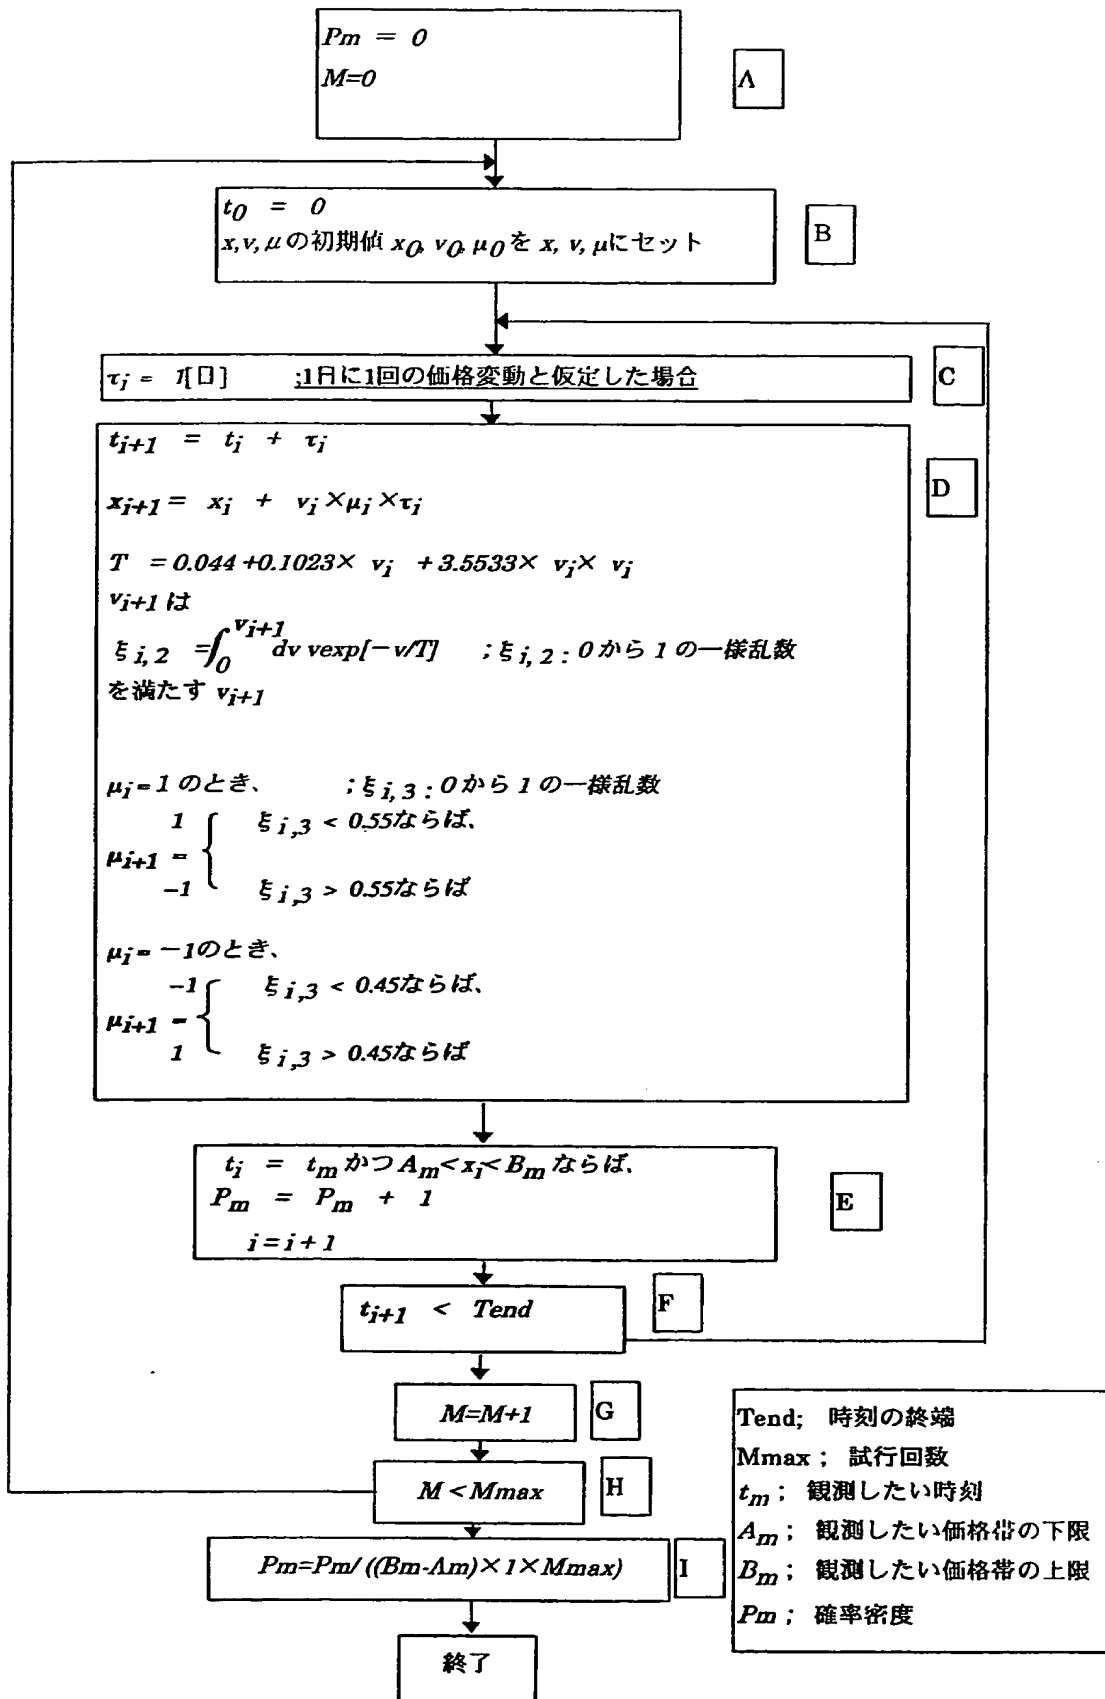 Pm = 0
M=0
A
t0 = 0
x,v,μの初期値 x0, v0, μ0を x, v, μにセット
B
τi = 1[日] ;1日に1回の価格変動と仮定した場合
C
ti+1 = ti + τi
D
xi+1 = xi + vi×μi×τi
T = 0.044+0.1023× vi +3.5533× vi× vi
vi+1 は
ξi,2 =∫0^vi+1 dv vexp[−v/T] ;ξi,2:0から1の一様乱数
を満たす vi+1
μi=1のとき、 ;ξi,3:0から1の一様乱数
1 ξi,3 < 0.55ならば、
μi+1 = {
−1 ξi,3 > 0.55ならば
μi= −1のとき、
−1 ξi,3 < 0.45ならば、
μi+1 = {
1 ξi,3 > 0.45ならば
ti = tmかつAm<xi<Bmならば、
Pm = Pm + 1
E
i=i+1
ti+1 < Tend
F
M=M+1
G
M<Mmax
H
Pm=Pm/((Bm-Am)×1×Mmax)
I
終了
Tend; 時刻の終端
Mmax; 試行回数
tm; 観測したい時刻
Am; 観測したい価格帯の下限
Bm; 観測したい価格帯の上限
Pm; 確率密度